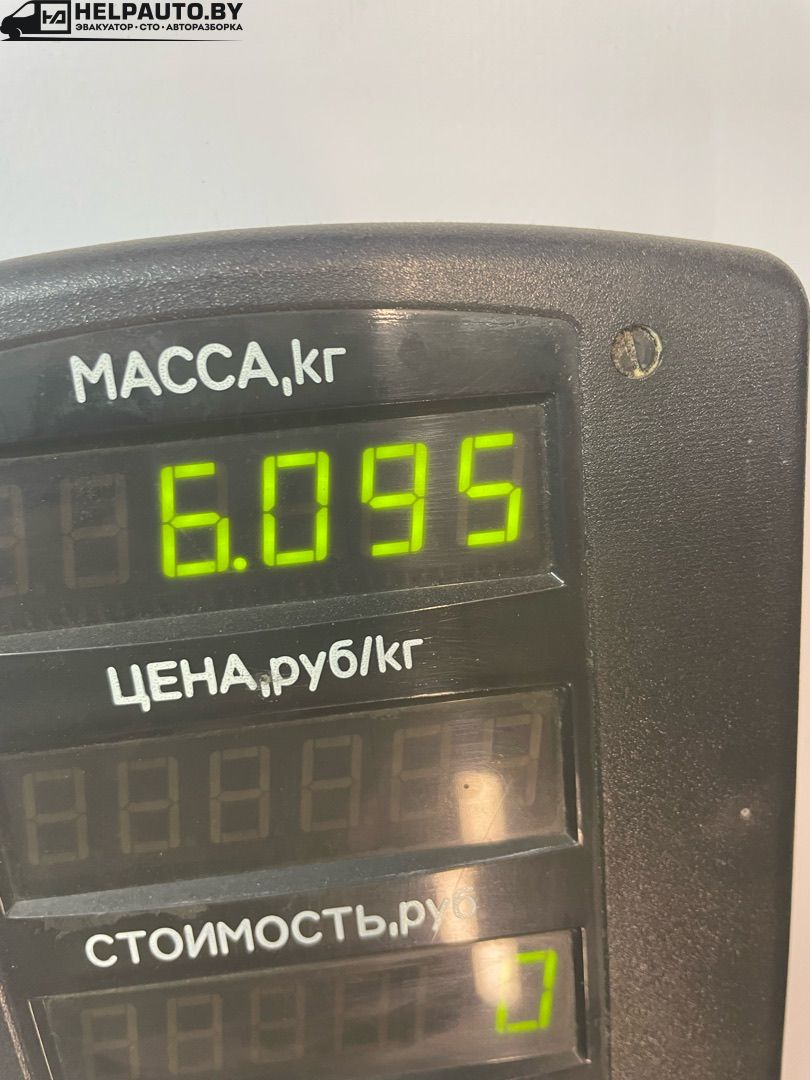 HELPAUTO.BY
ЭВАКУАТОР • СТО • АВТОРАЗБОРКА
МАССА,кг
6.095
ЦЕНА,руб/кг
СТОИМОСТЬ,руб
0